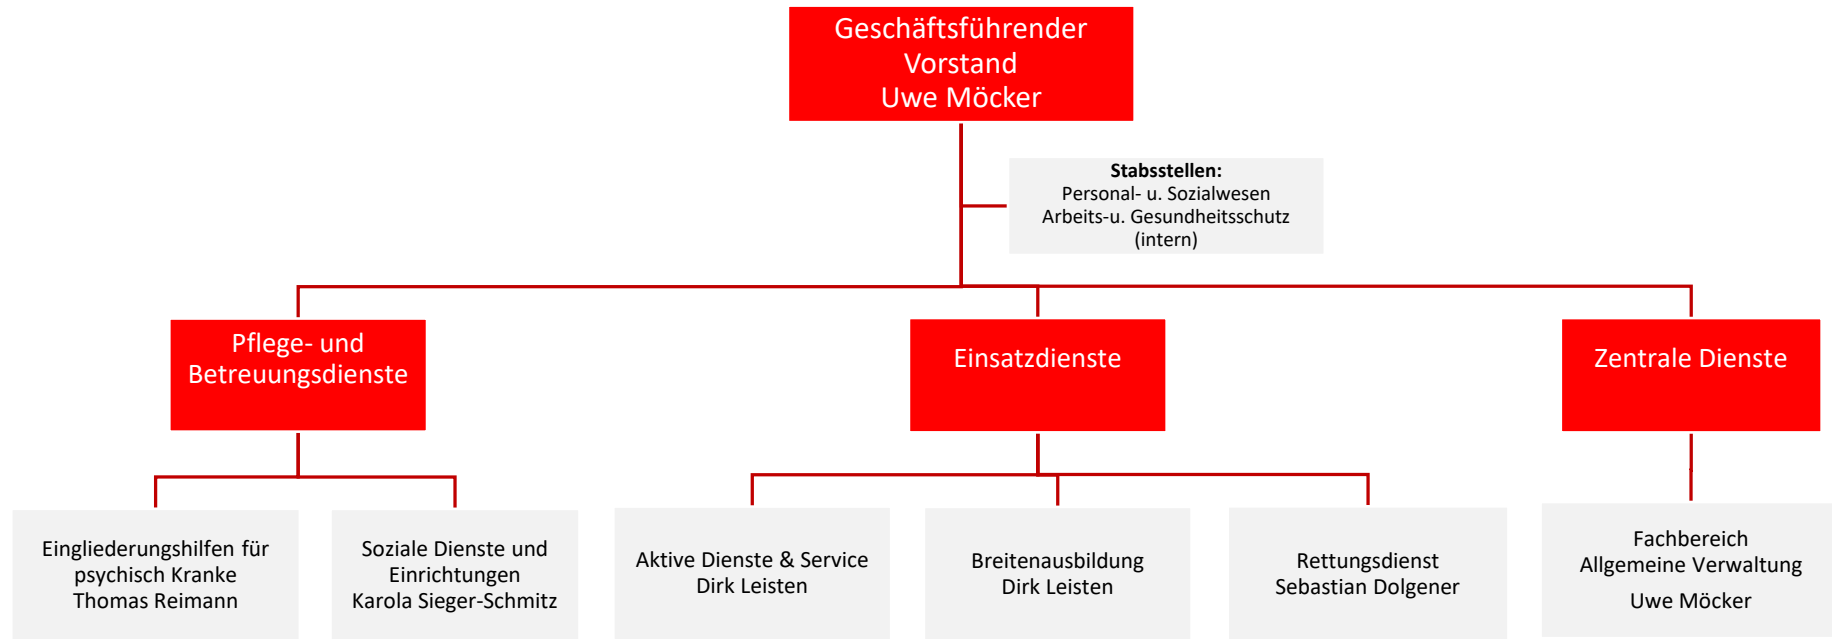 Geschäftsführender
Vorstand
Uwe Möcker
Stabsstellen:
Personal- u. Sozialwesen
Arbeits-u. Gesundheitsschutz
(intern)
Pflege- und
Betreuungsdienste
Einsatzdienste
Zentrale Dienste
Eingliederungshilfen für
psychisch Kranke
Thomas Reimann
Soziale Dienste und
Einrichtungen
Karola Sieger-Schmitz
Aktive Dienste & Service
Dirk Leisten
Breitenausbildung
Dirk Leisten
Rettungsdienst
Sebastian Dolgener
Fachbereich
Allgemeine Verwaltung
Uwe Möcker